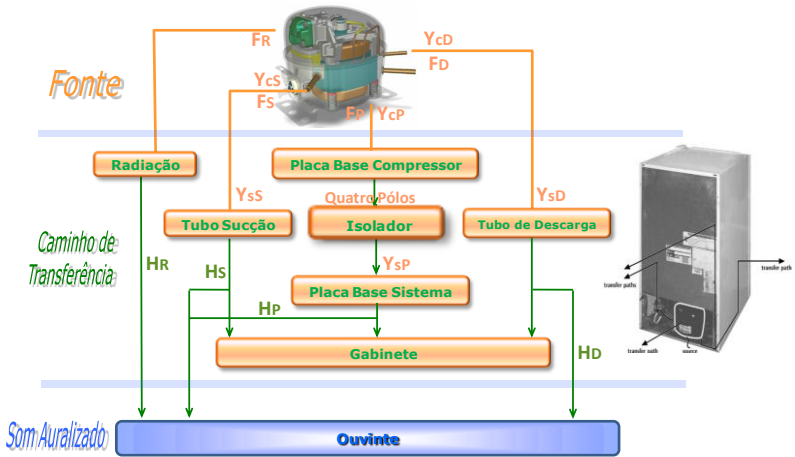 FR
YcD
FD
Fonte
YcS
FS
FP
YcP
Radiação
Placa Base Compressor
YsS
Quatro Pólos
YsD
Tubo Sucção
Isolador
Tubo de Descarga
Caminho de
Transferência
HR
HS
YsP
transfer paths
transfer path
Placa Base Sistema
HP
Gabinete
HD
transfer path
source
Som Auralizado
Ouvinte